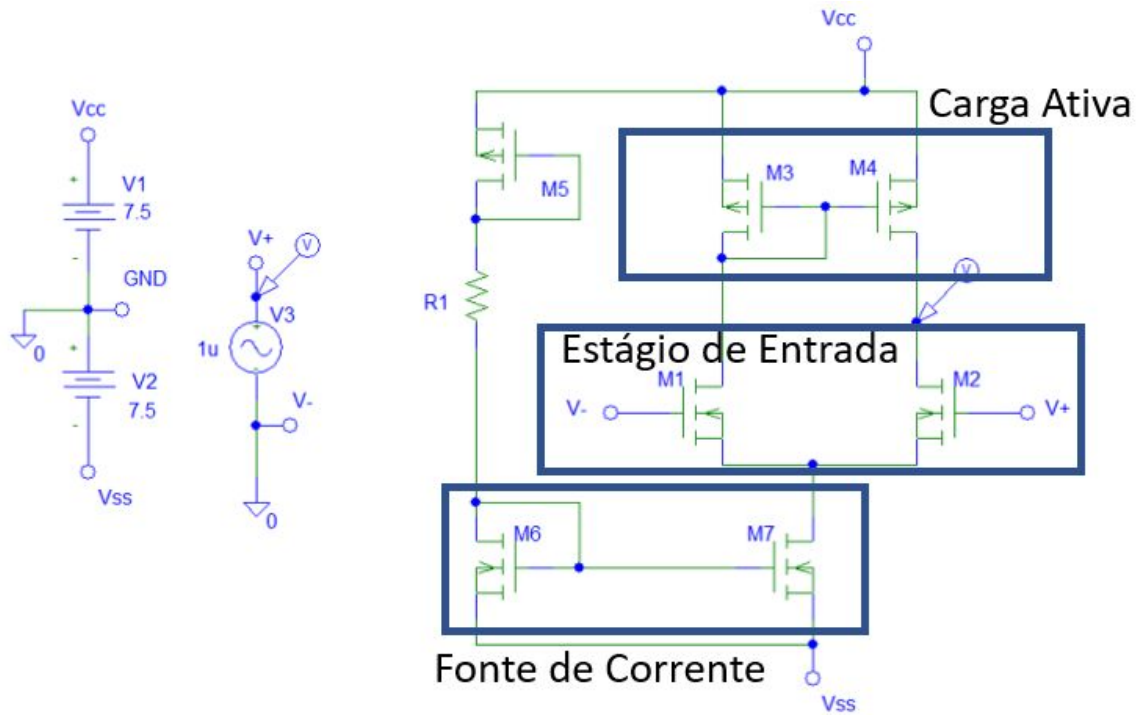 Vcc
Carga Ativa
Vcc
+
V1
7.5
-
GND
0
+
V2
7.5
-
Vss
V+
V
V3
1u
+
-
V-
0
M5
R1
M3
M4
V
Estágio de Entrada
M1
M2
V-
V+
M6
M7
Fonte de Corrente
Vss